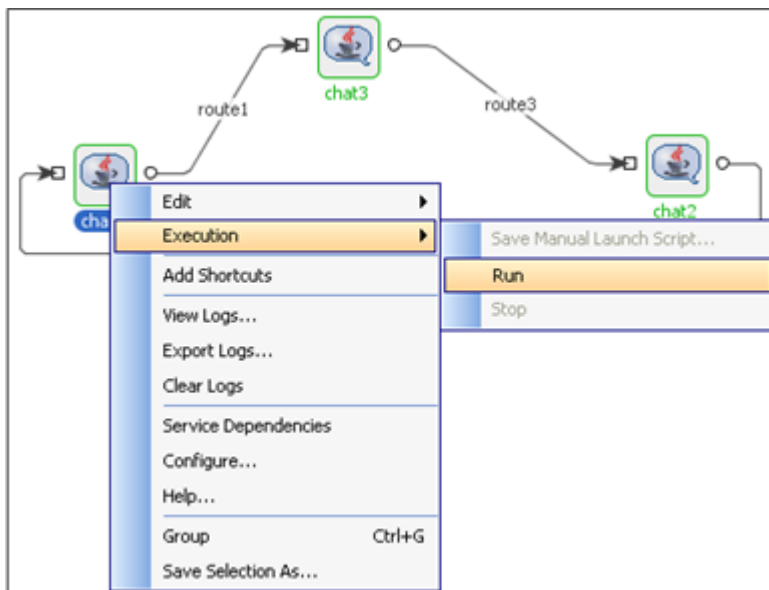 chat3
route1
route3
chat2
Edit
Execution
Add Shortcuts
View Logs...
Export Logs...
Clear Logs
Service Dependencies
Configure...
Help...
Group Ctrl+G
Save Selection As...
Save Manual Launch Script...
Run
Stop